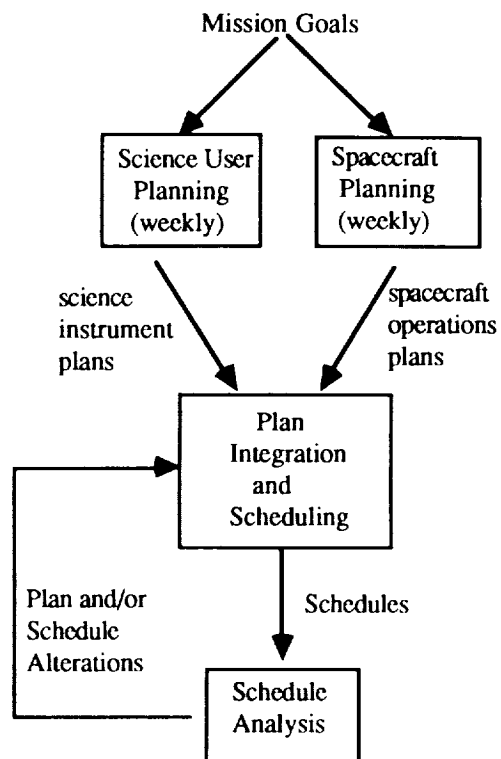 Mission Goals
Science User
Planning
(weekly)
Spacecraft
Planning
(weekly)
science
instrument
plans
spacecraft
operations
plans
Plan
Integration
and
Scheduling
Plan and/or
Schedule
Alterations
Schedules
Schedule
Analysis